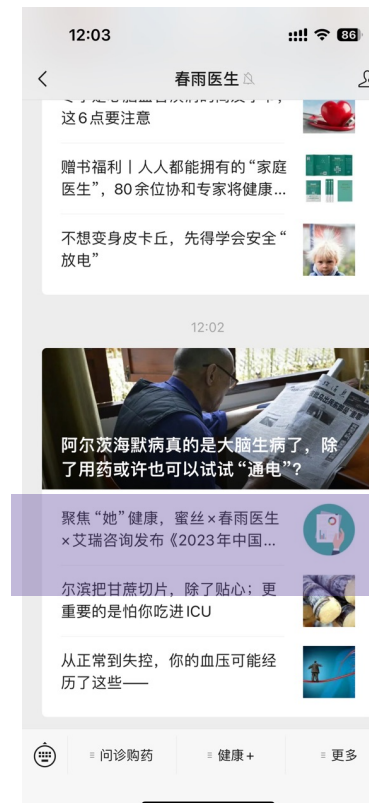 12:03
86
春雨医生
这6点要注意
赠书福利丨人人都能拥有的“家庭
医生”，80余位协和专家将健康...
不想变身皮卡丘，先得学会安全“
放电”
12:02
阿尔茨海默病真的是大脑生病了，除
了用药或许也可以试试“通电”？
聚焦“她”健康，蜜丝×春雨医生
×艾瑞咨询发布《2023年中国...
尔滨把甘蔗切片，除了贴心；更
重要的是怕你吃进ICU
从正常到失控，你的血压可能经
历了这些——
问诊购药
健康+
更多